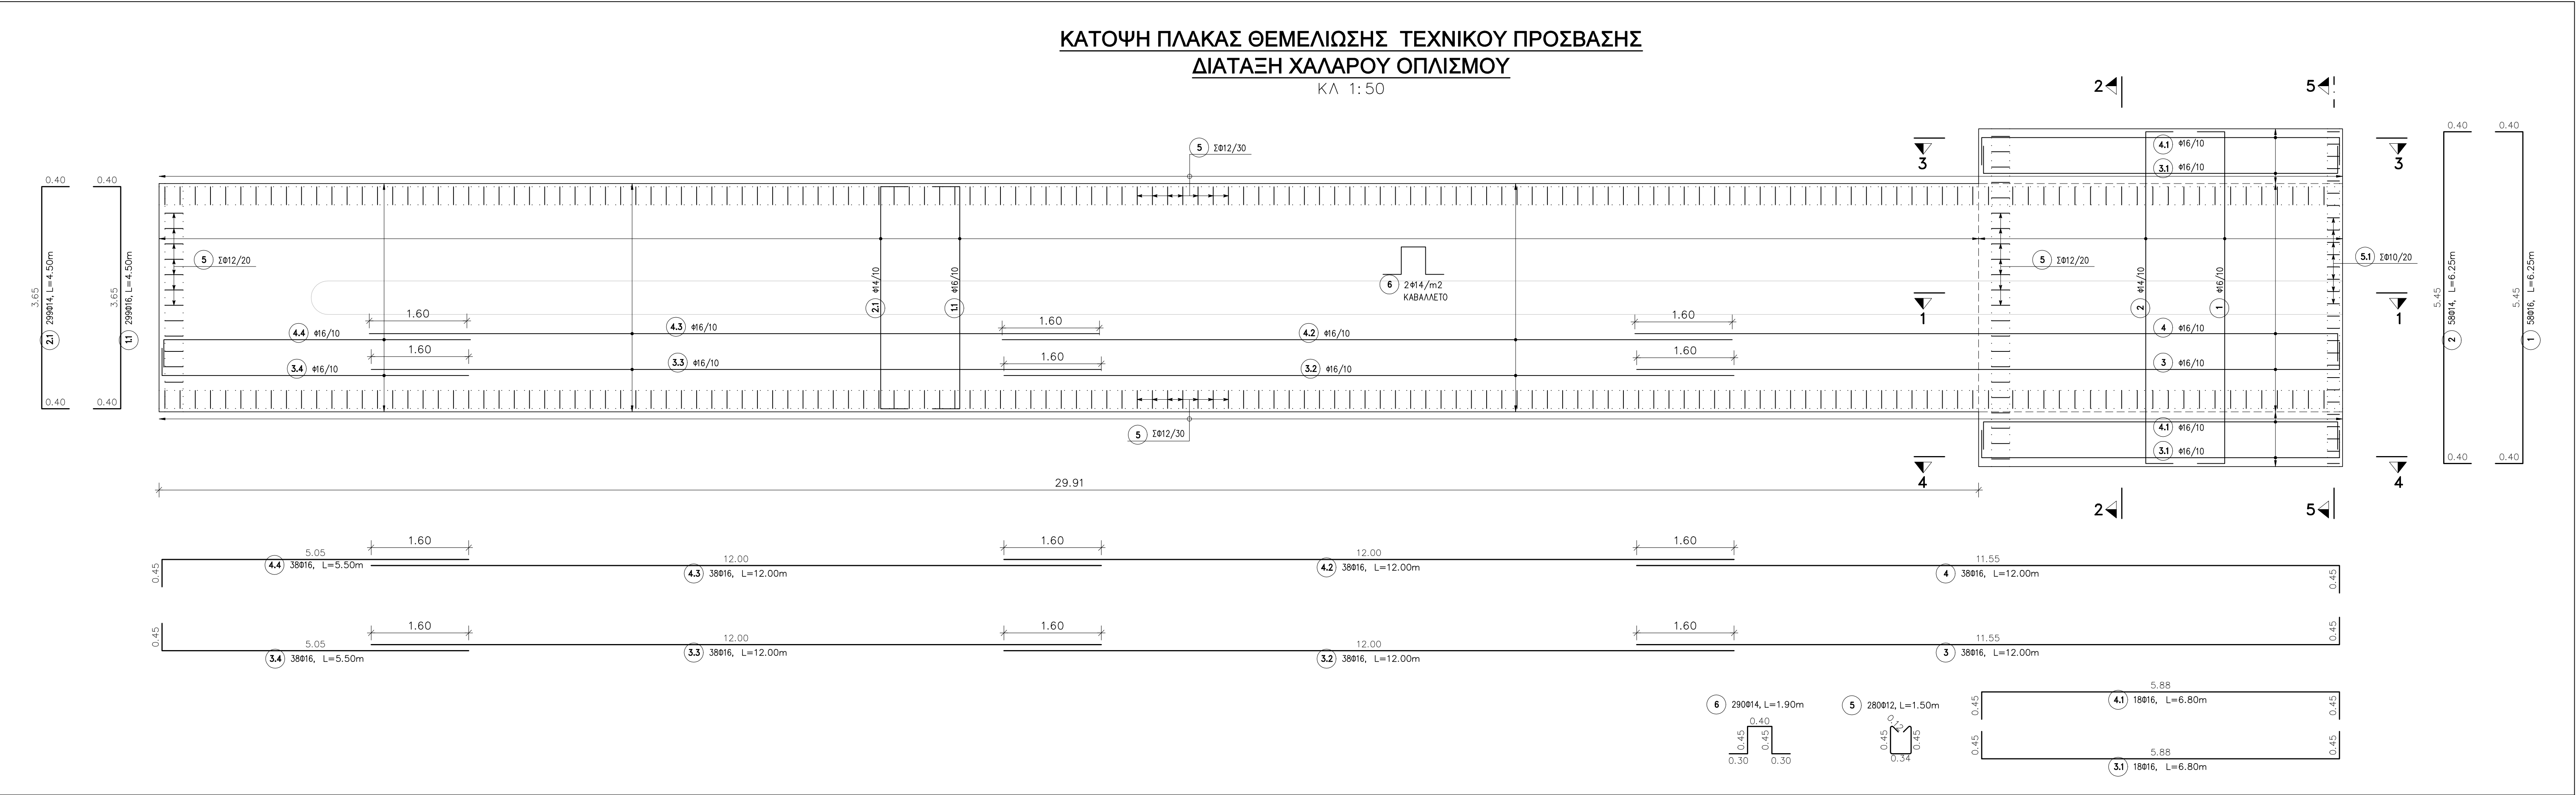 ΚΑΤΟΨΗ ΠΛΑΚΑΣ ΘΕΜΕΛΙΩΣΗΣ ΤΕΧΝΙΚΟΥ ΠΡΟΣΒΑΣΗΣ
ΔΙΑΤΑΞΗ ΧΑΛΑΡΟΥ ΟΠΛΙΣΜΟΥ
ΚΛ 1:50
2
5
0.40
0.40
5 ΣΦ12/30
3
4.1 Φ16/10
3.1 Φ16/10
3
0.40
0.40
3.65
2.1 299Φ14, L=4.50m
3.65
1.1 299Φ16, L=4.50m
5 ΣΦ12/20
2.1 Φ14/10
1.1 Φ16/10
6 2Φ14/m2
ΚΑΒΑΛΛΕΤΟ
5 ΣΦ12/20
2 Φ14/10
1 Φ16/10
5.1 ΣΦ10/20
5.45
2 58Φ14, L=6.25m
5.45
1 58Φ16, L=6.25m
1
1
4.4 Φ16/10
1.60
4.3 Φ16/10
1.60
4.2 Φ16/10
1.60
4 Φ16/10
3.4 Φ16/10
1.60
3.3 Φ16/10
1.60
3.2 Φ16/10
1.60
3 Φ16/10
0.40
0.40
5 ΣΦ12/30
4.1 Φ16/10
3.1 Φ16/10
0.40
0.40
4
4
29.91
2
5
0.45
5.05
4.4 38Φ16, L=5.50m
1.60
12.00
4.3 38Φ16, L=12.00m
1.60
12.00
4.2 38Φ16, L=12.00m
1.60
11.55
4 38Φ16, L=12.00m
0.45
0.45
5.05
3.4 38Φ16, L=5.50m
1.60
12.00
3.3 38Φ16, L=12.00m
1.60
12.00
3.2 38Φ16, L=12.00m
1.60
11.55
3 38Φ16, L=12.00m
0.45
6 290Φ14, L=1.90m
0.40
0.45
0.45
0.30
0.30
5 280Φ12, L=1.50m
0.12
0.45
0.45
0.34
0.45
5.88
4.1 18Φ16, L=6.80m
0.45
0.45
5.88
3.1 18Φ16, L=6.80m
0.45